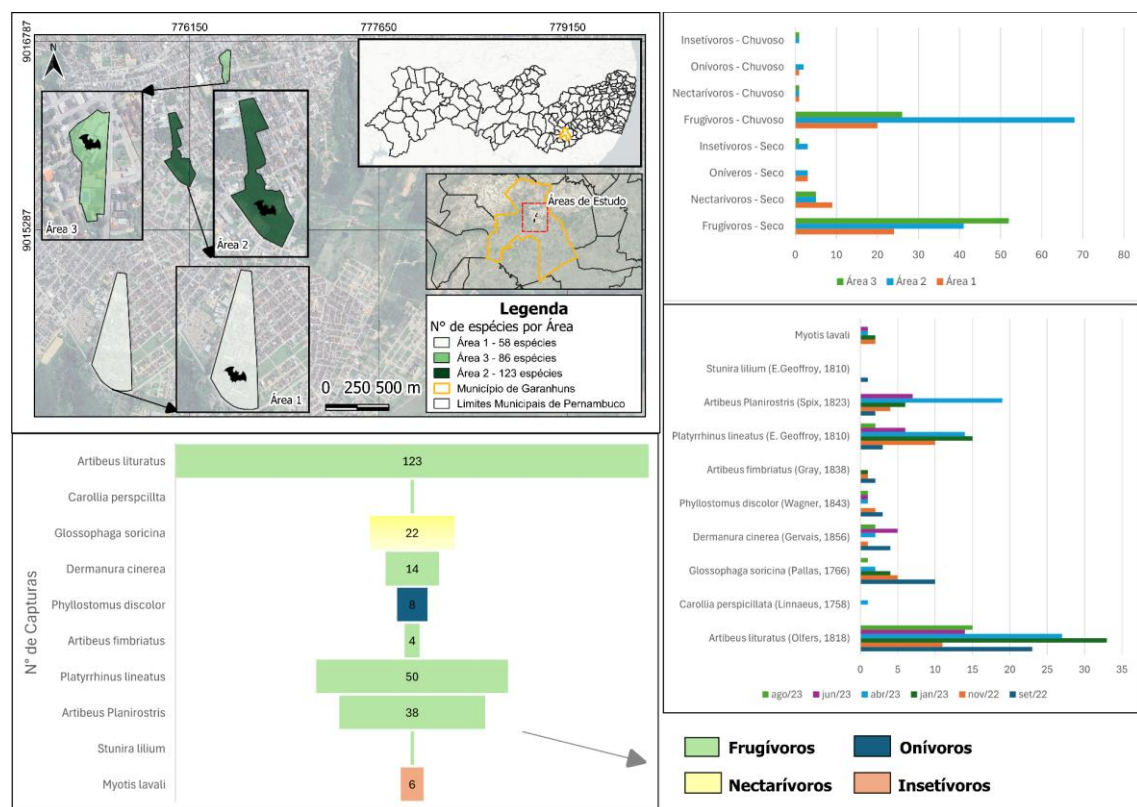 776150
777650
779150
9016787
9015287
N
Área 3
Área 2
Área 1
Áreas de Estudo
0 250 500 m
Legenda
N° de espécies por Área
Área 1 - 58 espécies
Área 3 - 86 espécies
Área 2 - 123 espécies
Município de Garanhuns
Limites Municipais de Pernambuco
Insetívoros - Chuvoso
Onívoros - Chuvoso
Nectarívoros - Chuvoso
Frugívoros - Chuvoso
Insetívoros - Seco
Oníveros - Seco
Nectarívoros - Seco
Frugívoros - Seco
0 10 20 30 40 50 60 70 80
Área 3 Área 2 Área 1
N° de Capturas
Artibeus lituratus 123
Carollia perspcillta
Glossophaga soricina 22
Dermanura cinerea 14
Phyllostomus discolor 8
Artibeus fimbriatus 4
Platyrrhinus lineatus 50
Artibeus Planirostris 38
Stunira lilium
Myotis lavali 6
Myotis lavali
Stunira lilium (E.Geoffroy, 1810)
Artibeus Planirostris (Spix, 1823)
Platyrrhinus lineatus (E. Geoffroy, 1810)
Artibeus fimbriatus (Gray, 1838)
Phyllostomus discolor (Wagner, 1843)
Dermanura cinerea (Gervais, 1856)
Glossophaga soricina (Pallas, 1766)
Carollia perspicillata (Linnaeus, 1758)
Artibeus lituratus (Olfers, 1818)
0 5 10 15 20 25 30 35
ago/23 jun/23 abr/23 jan/23 nov/22 set/22
Frugívoros
Onívoros
Nectarívoros
Insetívoros